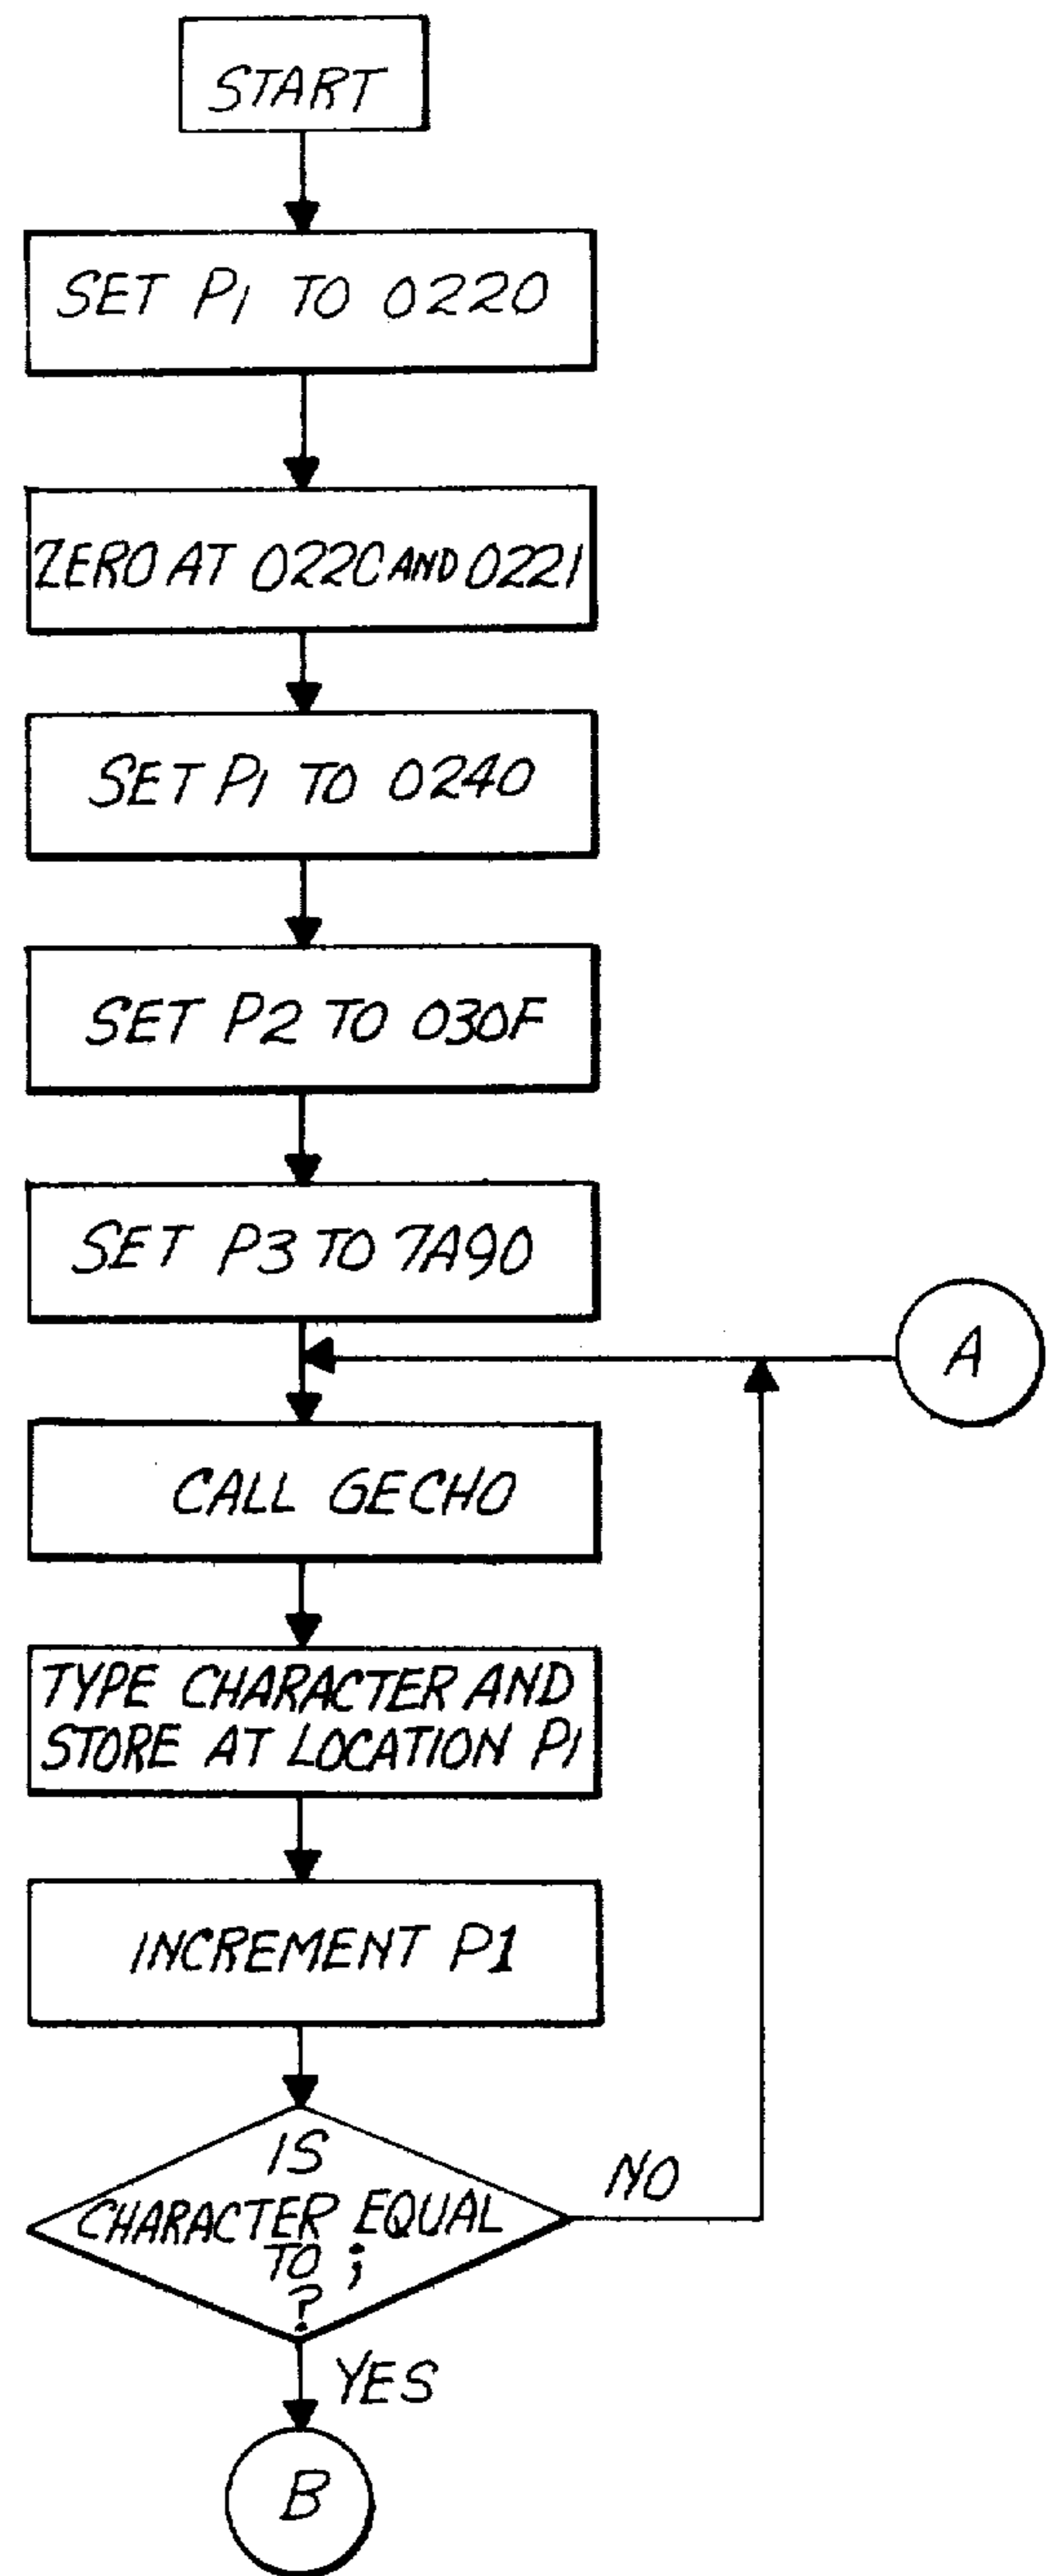 START
SET P1 TO 0220
ZERO AT 022C AND 0221
SET P1 TO 0240
SET P2 TO 030F
SET P3 TO 7A90
A
CALL GECHO
TYPE CHARACTER AND
STORE AT LOCATION P1
INCREMENT P1
IS
CHARACTER EQUAL
TO ;
?
NO
YES
B